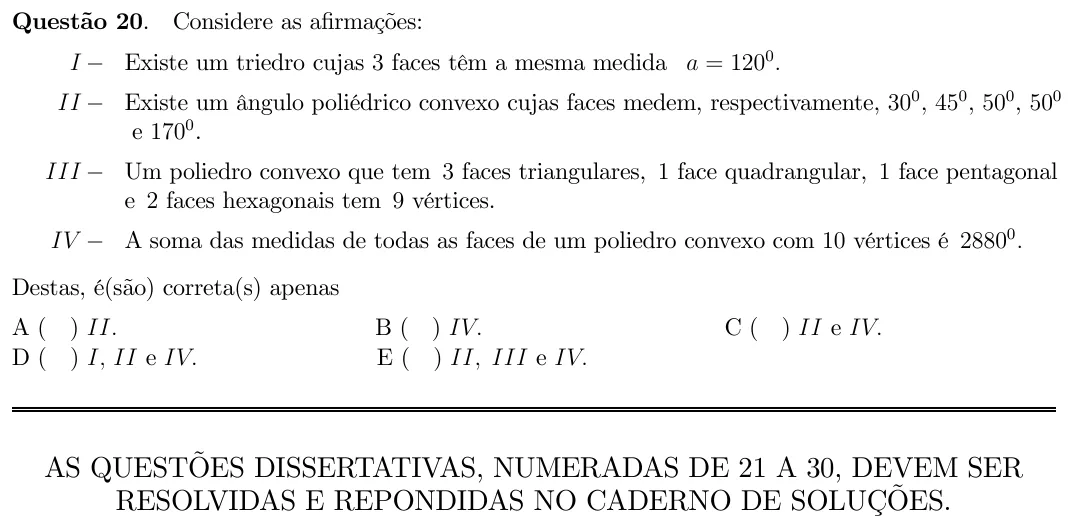 Questão 20. Considere as afirmações:
I – Existe um triedro cujas 3 faces têm a mesma medida a = 120⁰.
II – Existe um ângulo poliédrico convexo cujas faces medem, respectivamente, 30⁰, 45⁰, 50⁰, 50⁰
e 170⁰.
III – Um poliedro convexo que tem 3 faces triangulares, 1 face quadrangular, 1 face pentagonal
e 2 faces hexagonais tem 9 vértices.
IV – A soma das medidas de todas as faces de um poliedro convexo com 10 vértices é 2880⁰.
Destas, é(são) correta(s) apenas
A ( ) II. B ( ) IV. C ( ) II e IV.
D ( ) I, II e IV. E ( ) II, III e IV.
AS QUESTÕES DISSERTATIVAS, NUMERADAS DE 21 A 30, DEVEM SER
RESOLVIDAS E REPONDIDAS NO CADERNO DE SOLUÇÕES.